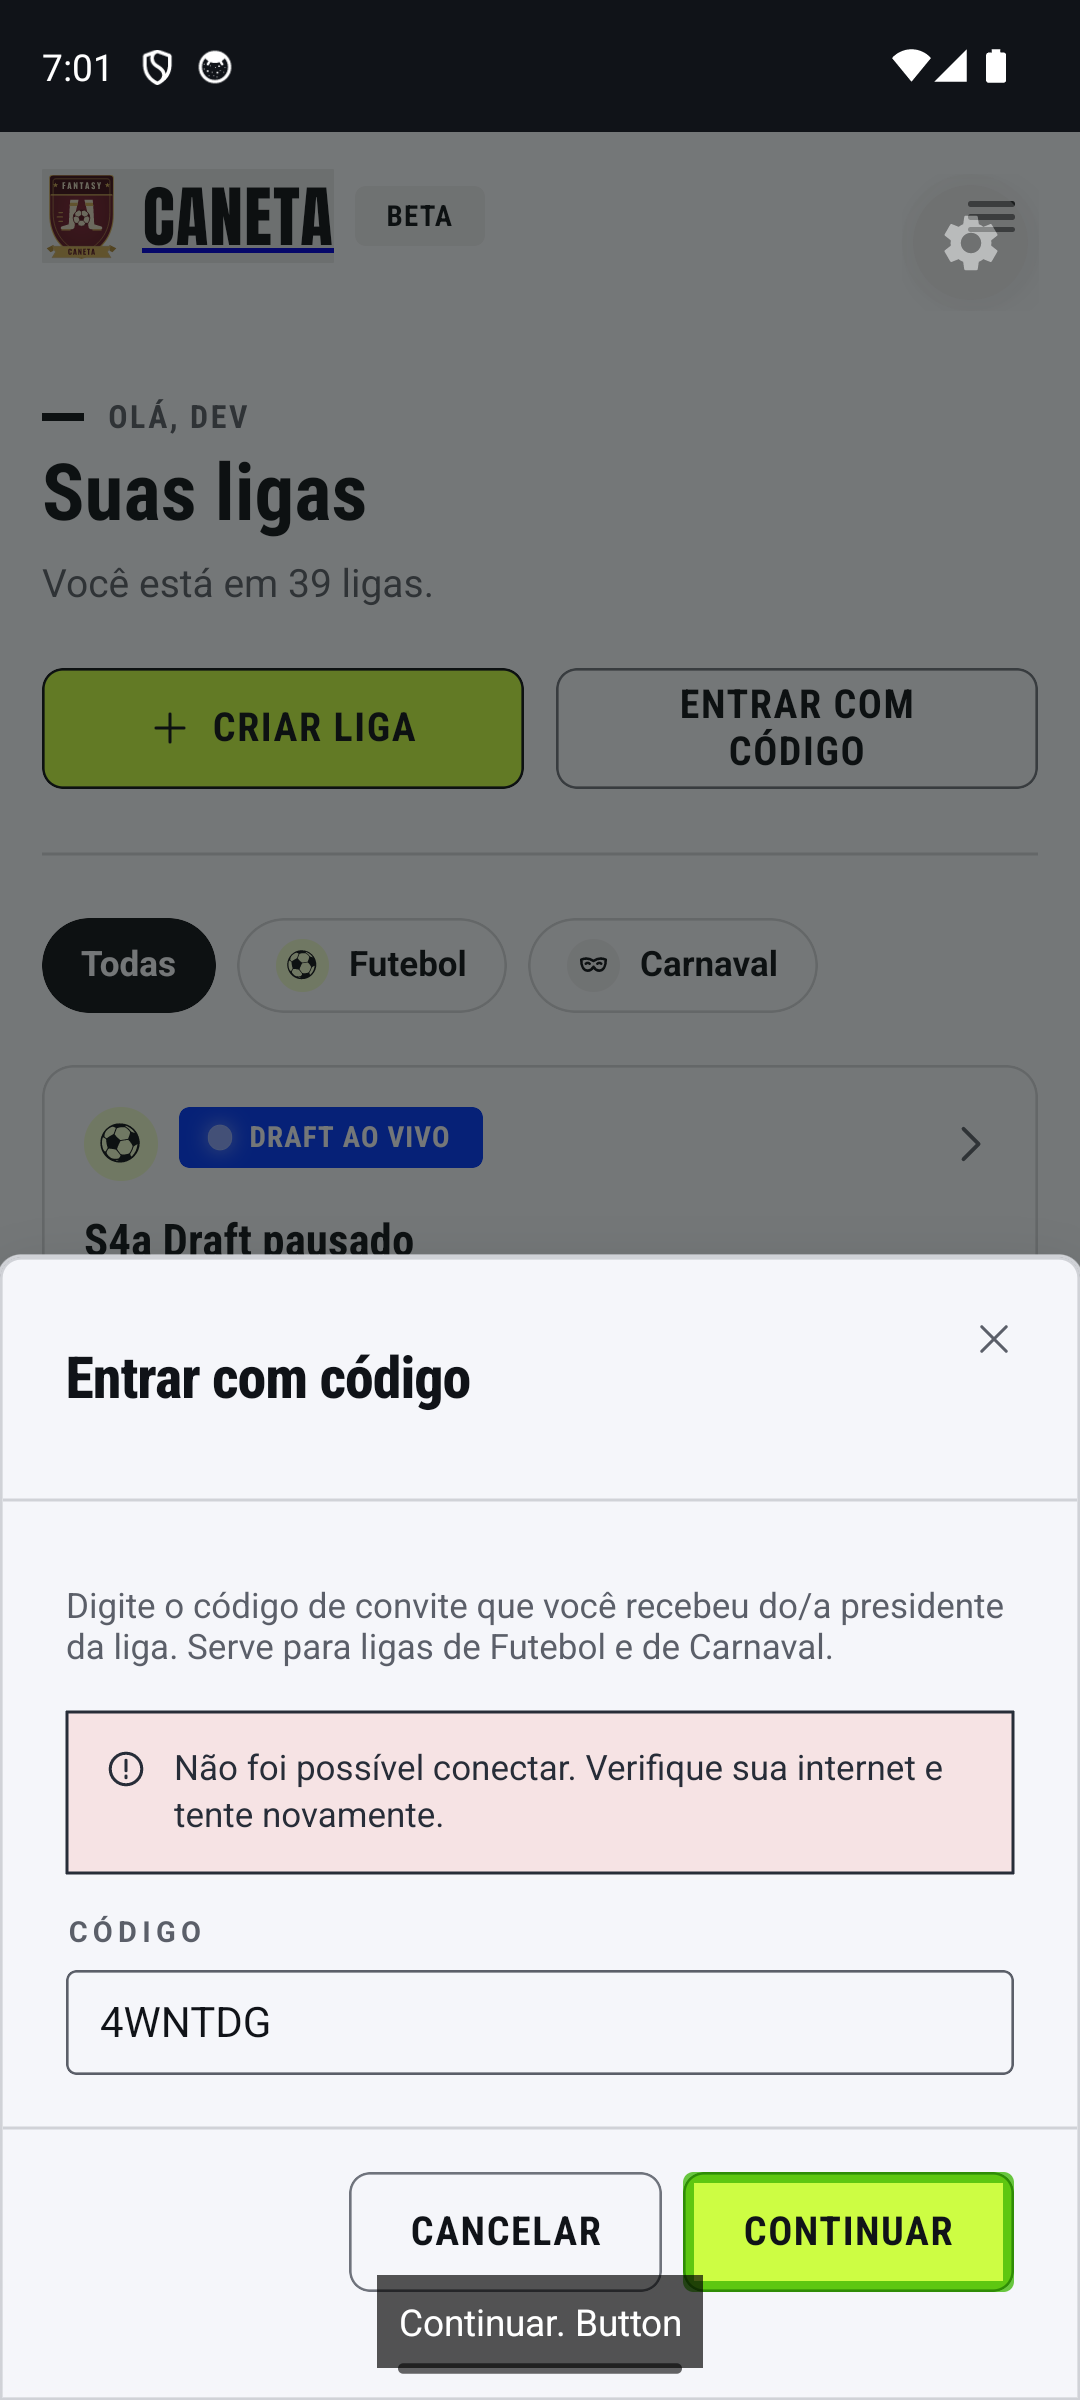 7:01
FANTASY
CANETA
CANETA
BETA
OLÁ, DEV
Suas ligas
Você está em 39 ligas.
CRIAR LIGA
ENTRAR COM
CÓDIGO
Todas
Futebol
Carnaval
DRAFT AO VIVO
S4a Draft pausado
Entrar com código
Digite o código de convite que você recebeu do/a presidente
da liga. Serve para ligas de Futebol e de Carnaval.
Não foi possível conectar. Verifique sua internet e
tente novamente.
CÓDIGO
4WNTDG
CANCELAR
CONTINUAR
Continuar. Button